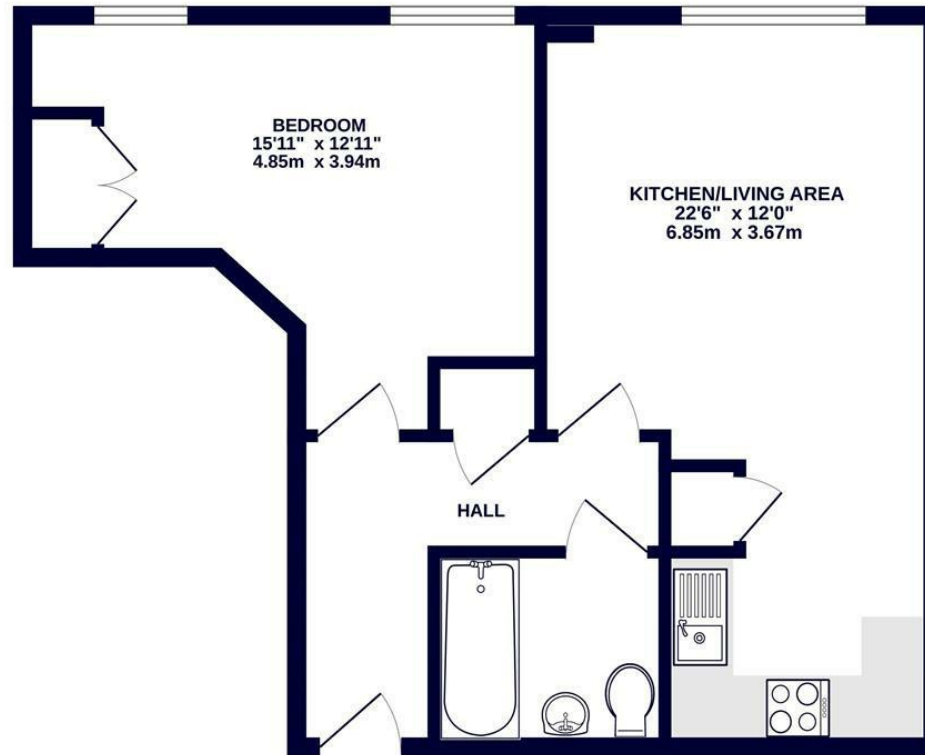 BEDROOM
15'11" x 12'11"
4.85m x 3.94m
KITCHEN/LIVING AREA
22'6" x 12'0"
6.85m x 3.67m
HALL